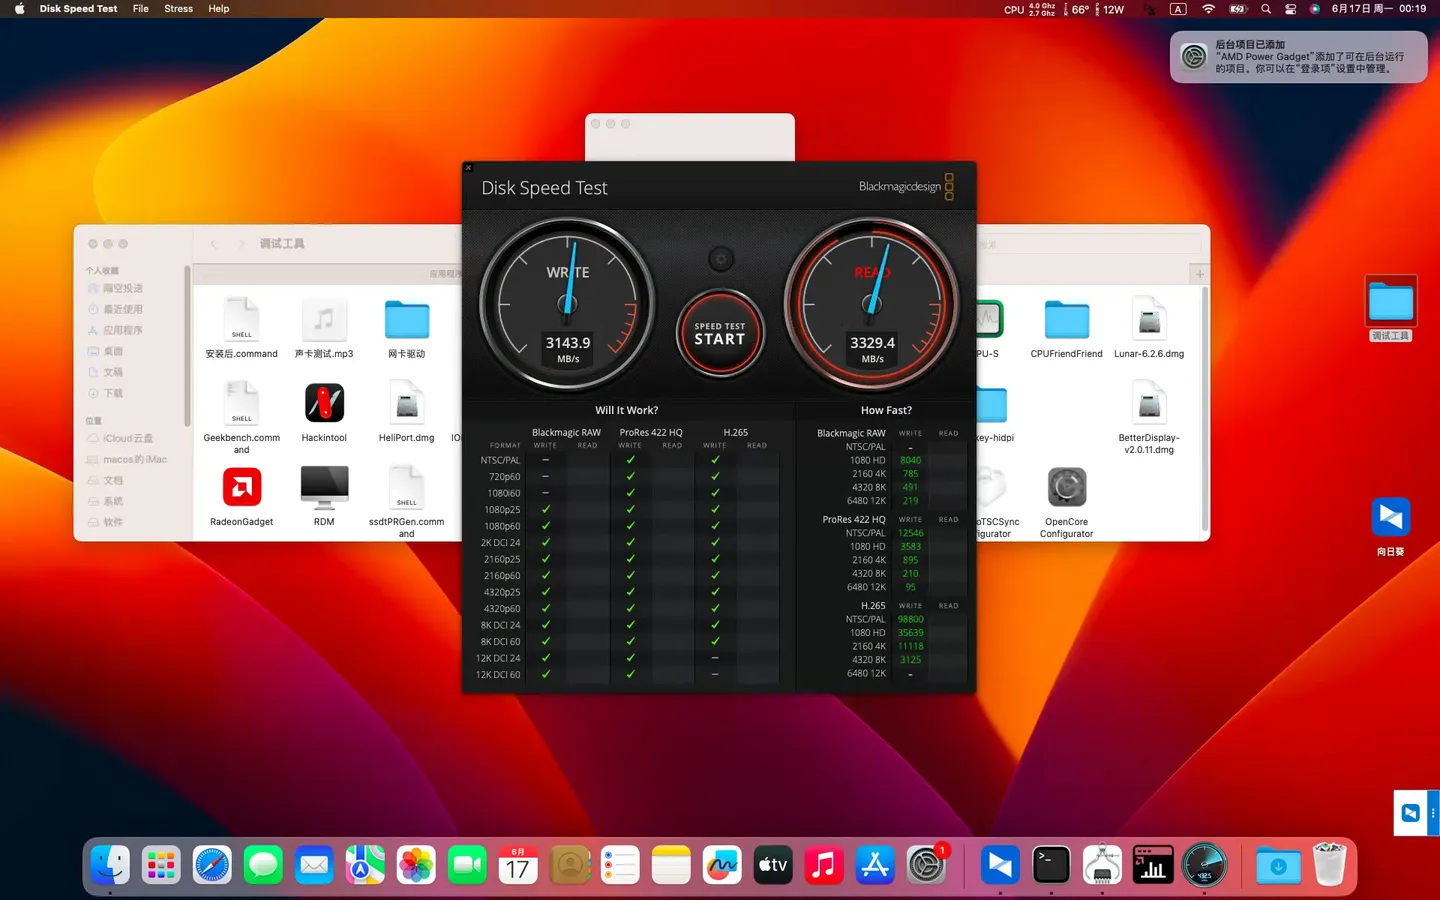 Disk Speed Test File Stress Help
CPU 4.0 Ghz 2.7 Ghz 66° 12W A 6月17日 周一 00:19
后台项目已添加
“AMD Power Gadget”添加了可在后台运行
的项目。你可以在“登录项”设置中管理。
调试工具
个人收藏
隔空投送
最近使用
应用程序
桌面
文稿
下载
位置
iCloud云盘
macos的iMac
文档
系统
软件
应用程序
搜索
SHELL
安装后.command
声卡测试.mp3
网卡驱动
SHELL
Geekbench.comm
and
Hackintool
HeliPort.dmg
RadeonGadget
RDM
SHELL
ssdtPRGen.comm
and
Disk Speed Test
Blackmagicdesign
WRITE
3143.9
MB/s
SPEED TEST
START
READ
3329.4
MB/s
Will It Work?
Blackmagic RAW ProRes 422 HQ H.265
FORMAT WRITE READ WRITE READ WRITE READ
NTSC/PAL – ✓ ✓
720p60 – ✓ ✓
1080i60 – ✓ ✓
1080p25 ✓ ✓ ✓
1080p60 ✓ ✓ ✓
2K DCI 24 ✓ ✓ ✓
2160p25 ✓ ✓ ✓
2160p60 ✓ ✓ ✓
4320p25 ✓ ✓ ✓
4320p60 ✓ ✓ ✓
8K DCI 24 ✓ ✓ ✓
8K DCI 60 ✓ ✓ ✓
12K DCI 24 ✓ ✓ –
12K DCI 60 ✓ ✓ –
How Fast?
Blackmagic RAW WRITE READ
NTSC/PAL -
1080 HD 8040
2160 4K 785
4320 8K 491
6480 12K 219
ProRes 422 HQ WRITE READ
NTSC/PAL 12546
1080 HD 3583
2160 4K 895
4320 8K 210
6480 12K 95
H.265 WRITE READ
NTSC/PAL 98800
1080 HD 35639
2160 4K 11118
4320 8K 3125
6480 12K -
PU-S
CPUFriendFriend
Lunar-6.2.6.dmg
key-hidpi
BetterDisplay-
v2.0.11.dmg
oTSCSync
figurator
OpenCore
Configurator
调试工具
向日葵
6月
17
tv
1